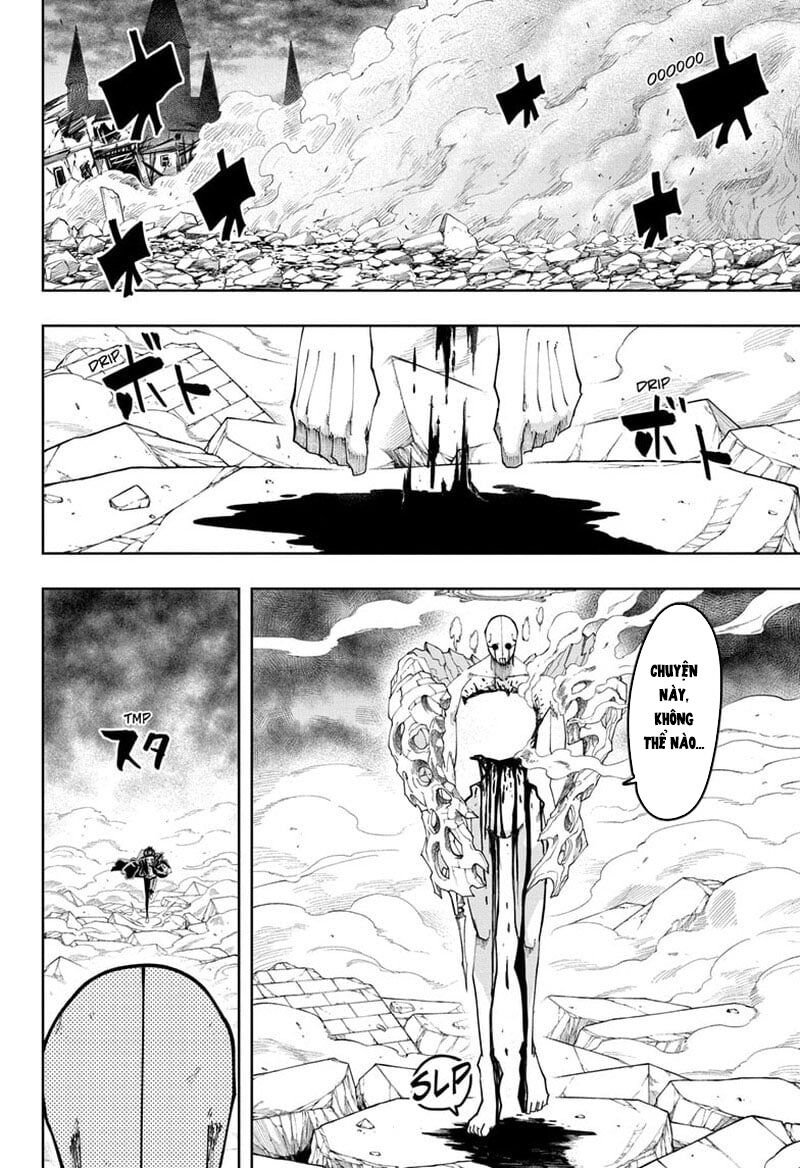 OOOOOO
DRIP
ボト
DRIP
ボト
CHUYỆN
NÀY,
KHÔNG
THỂ NÀO...
TMP
スタ
SLP